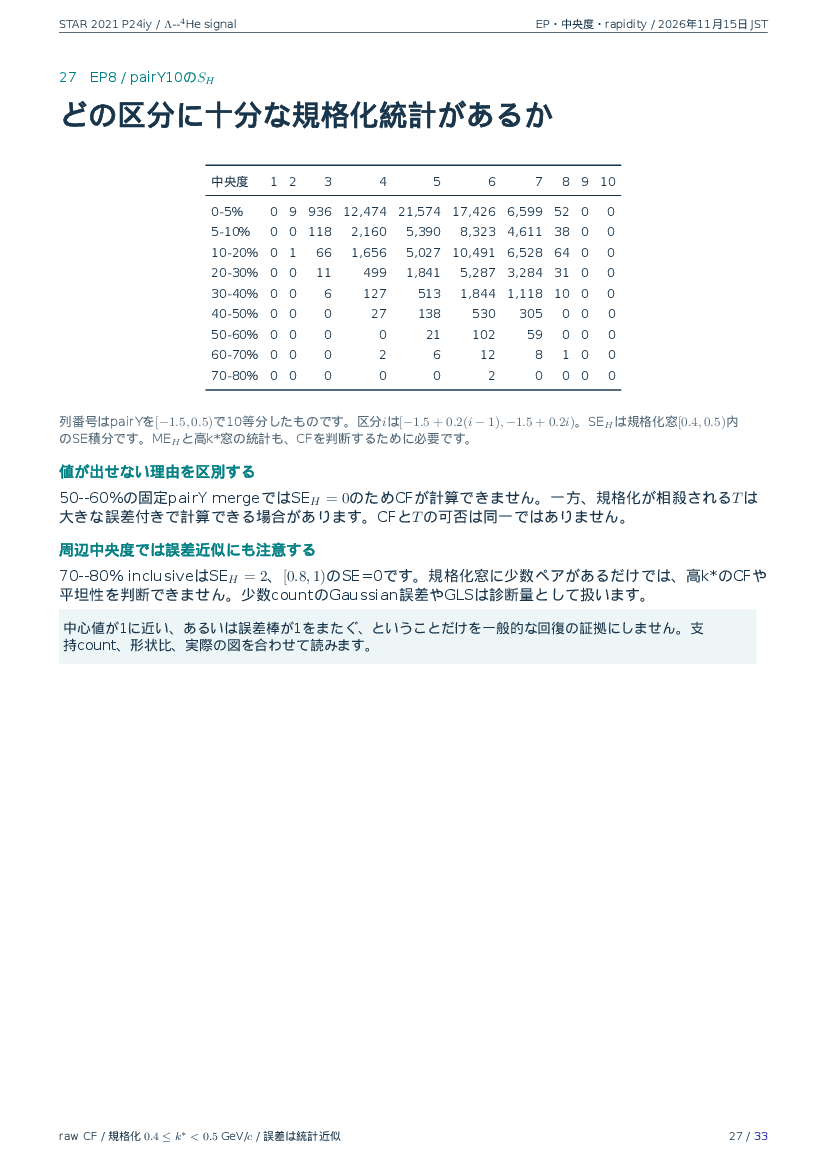 STAR 2021 P24iy / Λ--⁴He signal EP・中央度・rapidity / 2026年11月15日 JST
27 EP8 / pairY10のS_H
どの区分に十分な規格化統計があるか
中央度 1 2 3 4 5 6 7 8 9 10
0-5% 0 9 936 12,474 21,574 17,426 6,599 52 0 0
5-10% 0 0 118 2,160 5,390 8,323 4,611 38 0 0
10-20% 0 1 66 1,656 5,027 10,491 6,528 64 0 0
20-30% 0 0 11 499 1,841 5,287 3,284 31 0 0
30-40% 0 0 6 127 513 1,844 1,118 10 0 0
40-50% 0 0 0 27 138 530 305 0 0 0
50-60% 0 0 0 0 21 102 59 0 0 0
60-70% 0 0 0 2 6 12 8 1 0 0
70-80% 0 0 0 0 0 2 0 0 0 0
列番号はpairYを[−1.5, 0.5)で10等分したものです。区分iは[−1.5 + 0.2(i − 1), −1.5 + 0.2i)。SE_Hは規格化窓[0.4, 0.5)内
のSE積分です。ME_Hと高k*窓の統計も、CFを判断するために必要です。
値が出せない理由を区別する
50--60%の固定pairY mergeではSE_H = 0のためCFが計算できません。一方、規格化が相殺されるTは
大きな誤差付きで計算できる場合があります。CFとTの可否は同一ではありません。
周辺中央度では誤差近似にも注意する
70--80% inclusiveはSE_H = 2、[0.8, 1)のSE=0です。規格化窓に少数ペアがあるだけでは、高k*のCFや
平坦性を判断できません。少数countのGaussian誤差やGLSは診断量として扱います。
中心値が1に近い、あるいは誤差棒が1をまたぐ、ということだけを一般的な回復の証拠にしません。支
持count、形状比、実際の図を合わせて読みます。
raw CF / 規格化 0.4 ≤ k* < 0.5 GeV/c / 誤差は統計近似 27 / 33